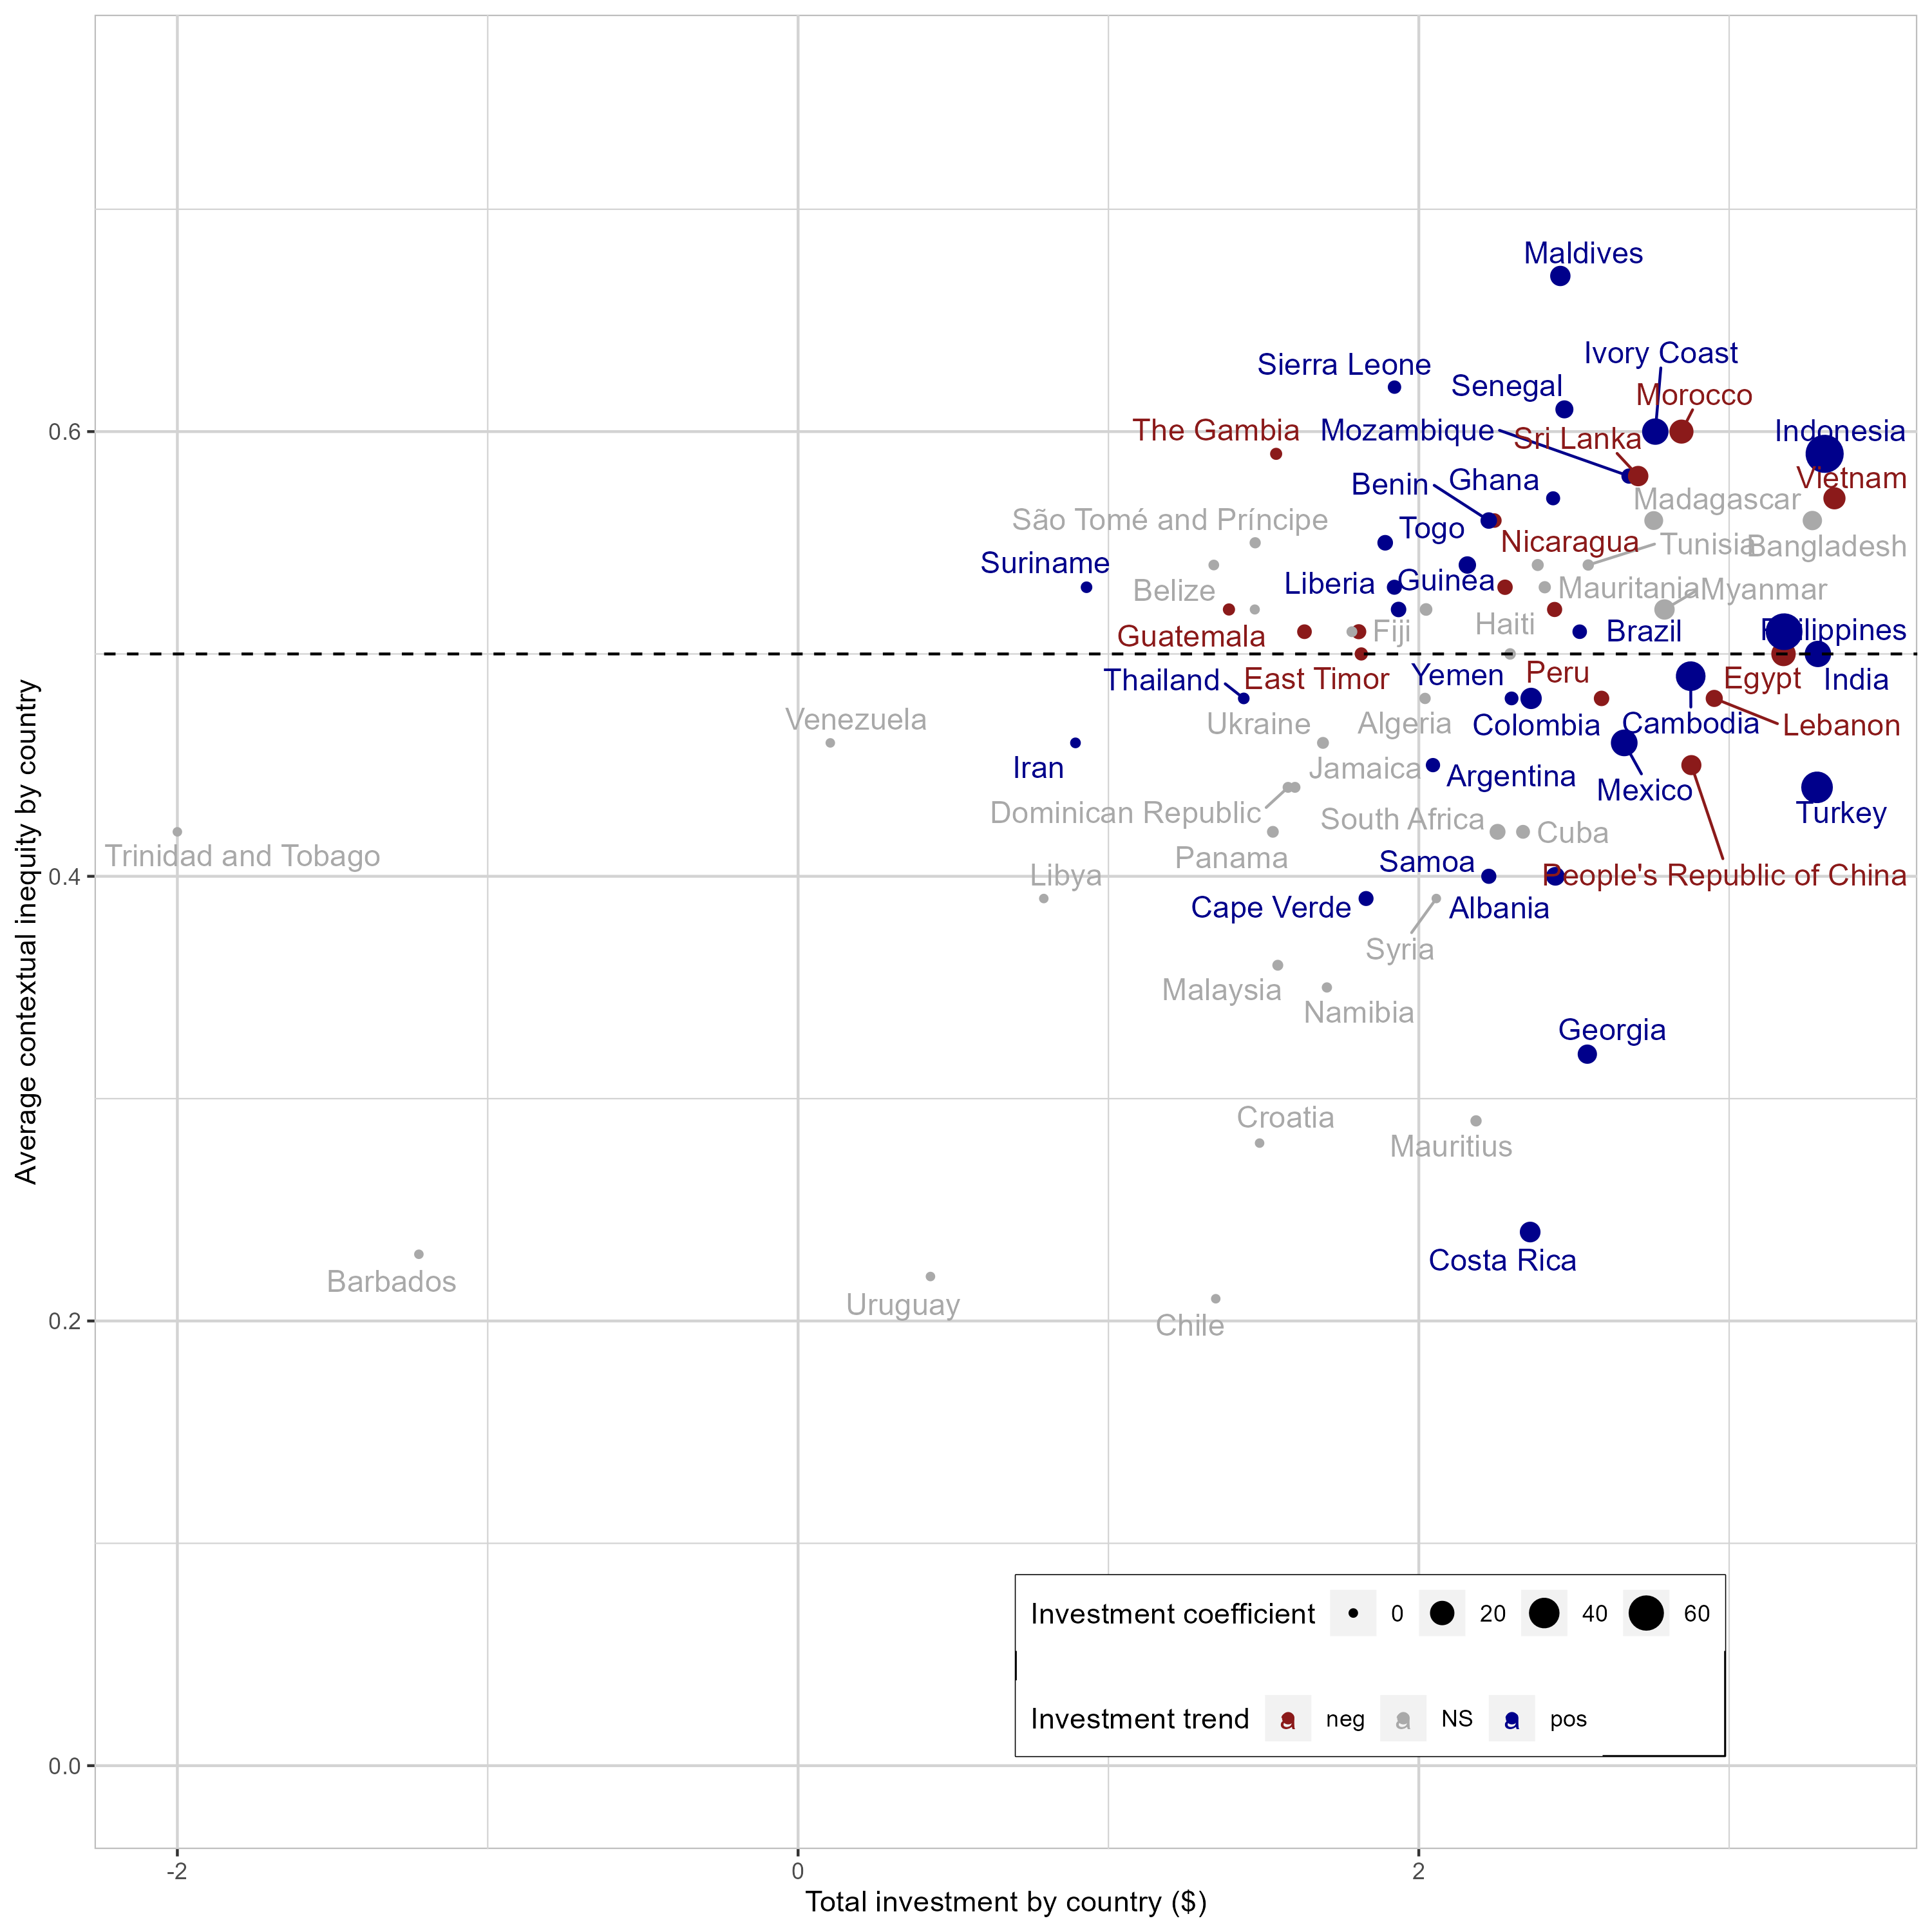 Maldives
Ivory Coast
Sierra Leone
Senegal
Morocco
The Gambia
Mozambique
Sri Lanka
Indonesia
Benin
Ghana
Vietnam
Madagascar
São Tomé and Príncipe
Togo
Nicaragua
Tunisia
Bangladesh
Suriname
Belize
Liberia
Guinea
Mauritania
Myanmar
Guatemala
Fiji
Haiti
Brazil
Philippines
Thailand
East Timor
Yemen
Peru
Egypt
India
Venezuela
Ukraine
Algeria
Colombia
Cambodia
Lebanon
Iran
Jamaica
Argentina
Mexico
Dominican Republic
South Africa
Cuba
Turkey
Trinidad and Tobago
Panama
Samoa
Libya
People's Republic of China
Cape Verde
Albania
Syria
Malaysia
Namibia
Georgia
Croatia
Mauritius
Costa Rica
Barbados
Uruguay
Chile
0.6
0.4
0.2
0.0
-2
0
2
Average contextual inequity by country
Total investment by country ($)
Investment coefficient 0 20 40 60
Investment trend a neg a NS a pos